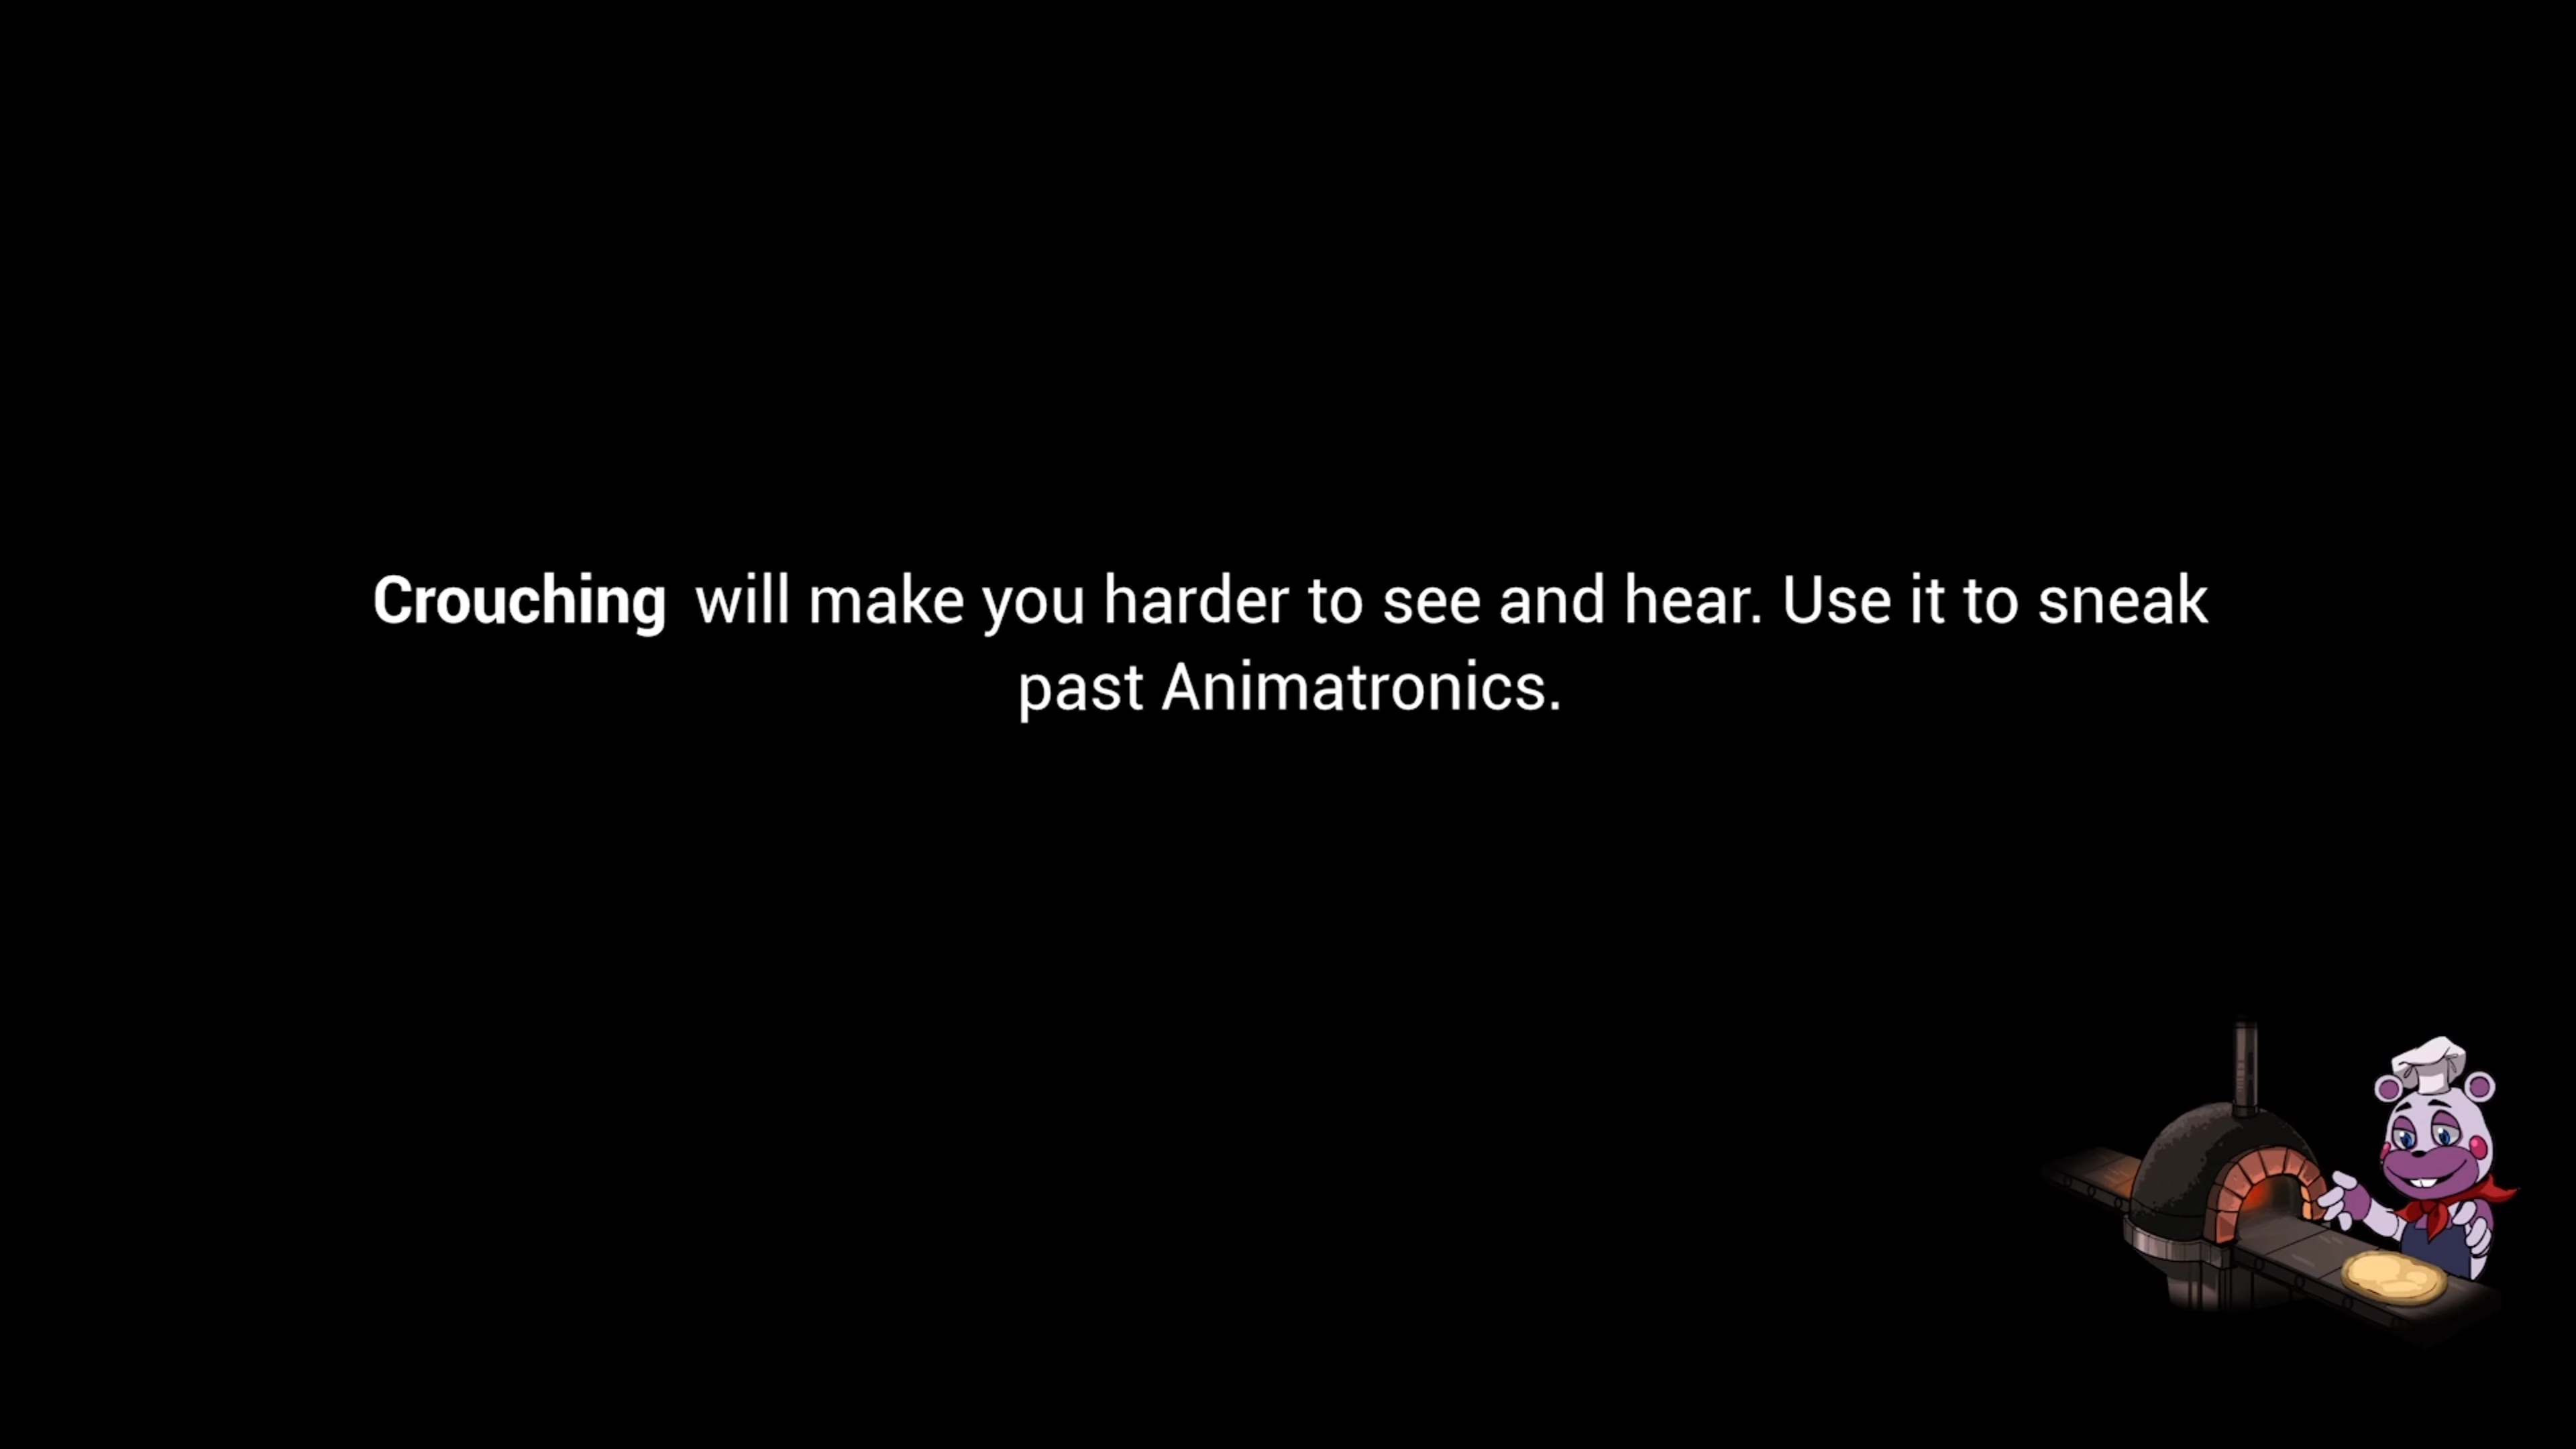 Crouching will make you harder to see and hear. Use it to sneak
past Animatronics.